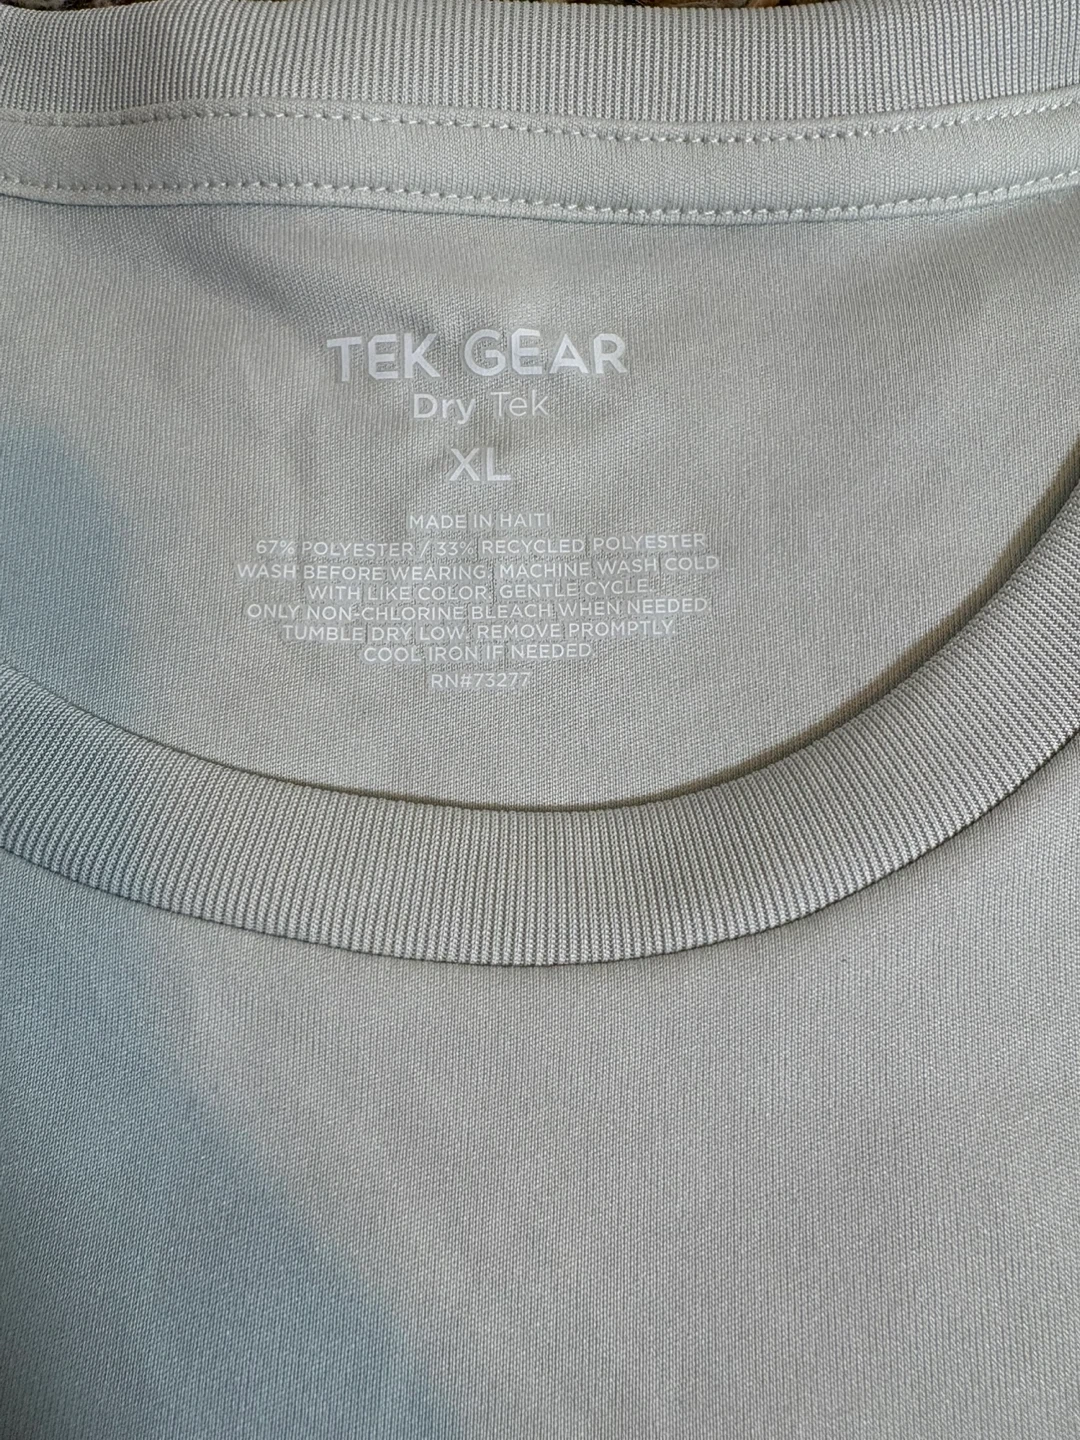 TEK GEAR
Dry Tek
XL
MADE IN HAITI
67% POLYESTER / 33% RECYCLED POLYESTER
WASH BEFORE WEARING. MACHINE WASH COLD
WITH LIKE COLOR. GENTLE CYCLE.
ONLY NON-CHLORINE BLEACH WHEN NEEDED.
TUMBLE DRY LOW. REMOVE PROMPTLY.
COOL IRON IF NEEDED.
RN#73277